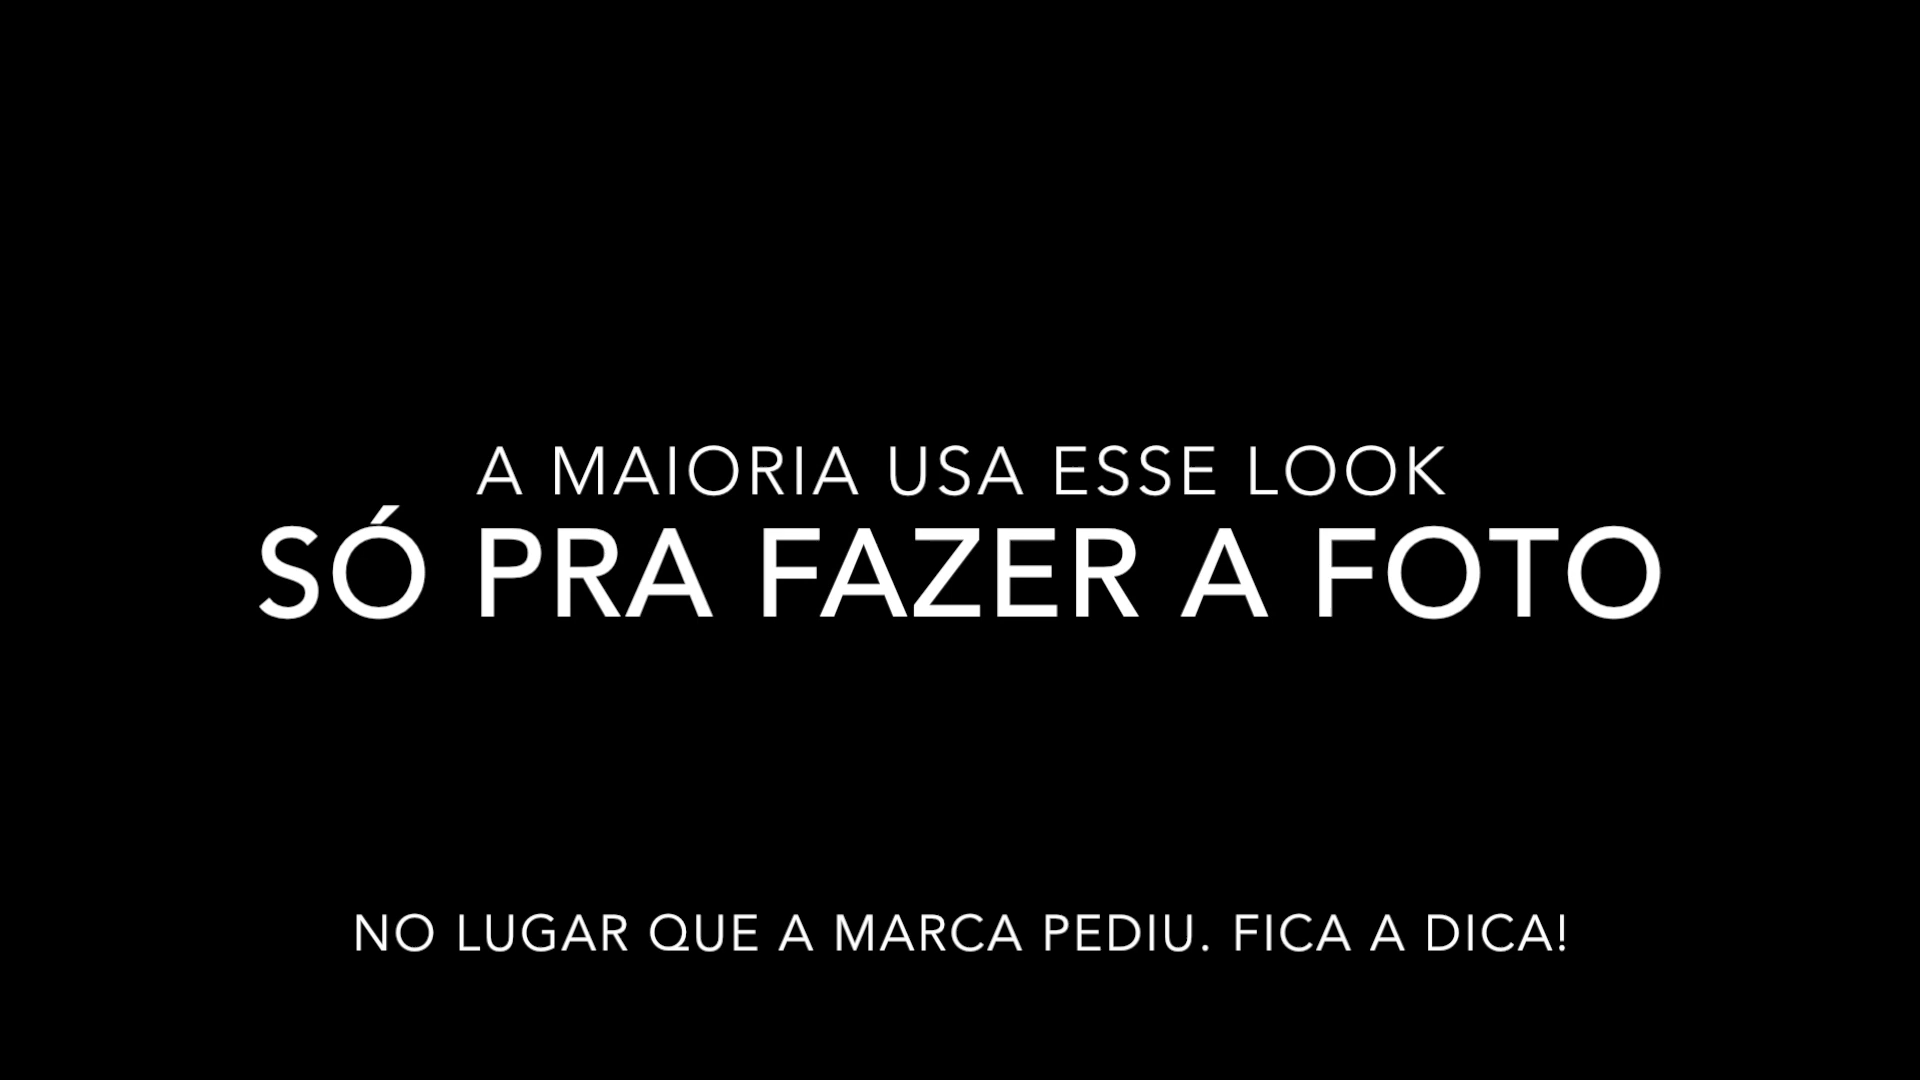 A MAIORIA USA ESSE LOOK
SÓ PRA FAZER A FOTO
NO LUGAR QUE A MARCA PEDIU. FICA A DICA!